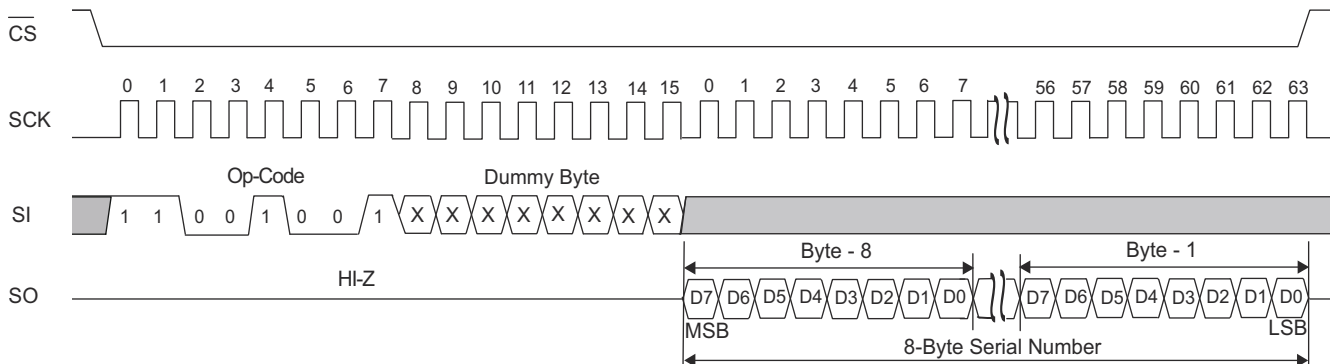 CS
0 1 2 3 4 5 6 7 8 9 10 11 12 13 14 15 0 1 2 3 4 5 6 7 56 57 58 59 60 61 62 63
SCK
Op-Code Dummy Byte
SI 1 1 0 0 1 0 0 1 X X X X X X X X
Byte - 8 Byte - 1
HI-Z
SO D7 D6 D5 D4 D3 D2 D1 D0 D7 D6 D5 D4 D3 D2 D1 D0
MSB LSB
8-Byte Serial Number